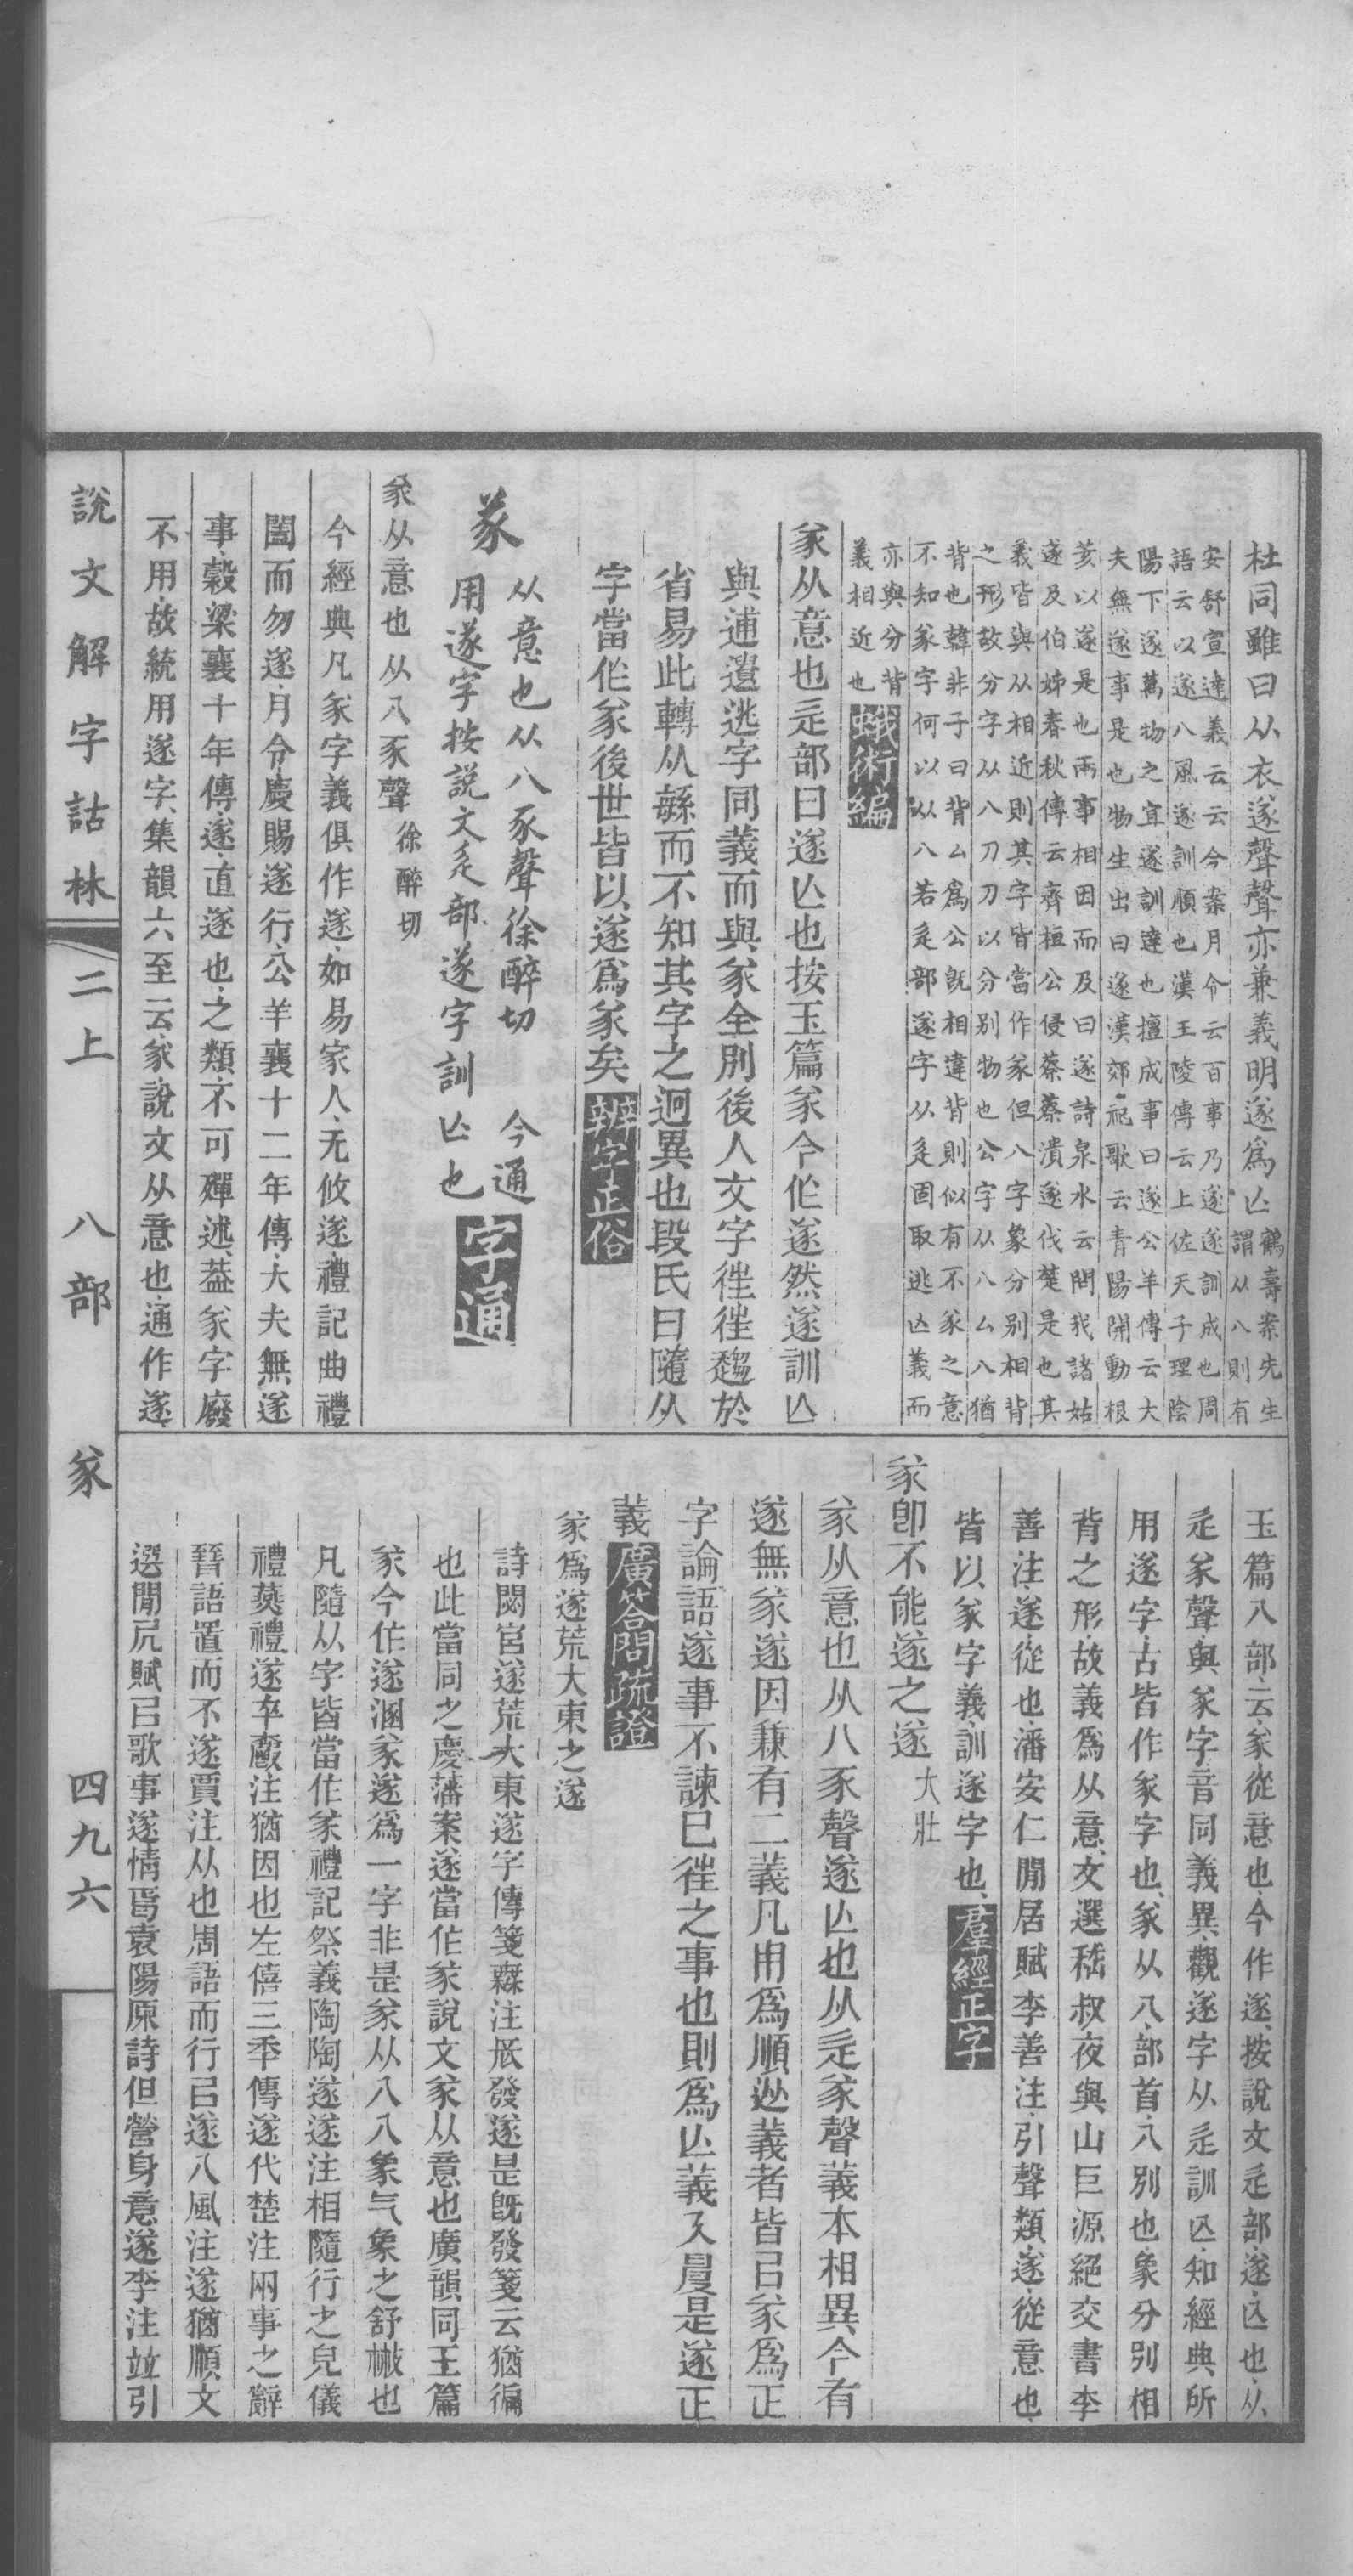 杜同雖曰从衣遂聲聲亦兼義明遂爲亾
鶴壽案先生
謂从八則有
安舒宣達義云云今案月令云百事乃遂遂訓成也周
語云以遂八風遂訓順也漢王陵傳云上佐天子理陰
陽下遂萬物之宜遂訓達也擅成事曰遂公羊傳云大
夫無遂事是也物生出曰遂漢郊祀歌云青陽開動根
荄以遂是也兩事相因而及曰遂詩泉水云問我諸姑
遂及伯姊春秋傳云齊桓公侵蔡蔡潰遂伐楚是也其
義皆與从相近則其字皆當作㒸但八字象分別相背
之形故分字从八刀刀以分別物也公字从八厶八猶
背也韓非子曰背厶爲公旣相違背則似有不㒸之意
不知㒸字何以从八若辵部遂字从辵固取逃亾義而
亦與分背
義相近也
蛾術編
㒸从意也辵部曰遂亾也按玉篇㒸今作遂然遂訓亾
與逋遺逃字同義而與㒸全別後人文字徃徃趨於
省易此轉从緐而不知其字之迥異也段氏曰隨从
字當作㒸後世皆以遂爲㒸矣
辨字正俗
㒸
从意也从八豕聲徐醉切　今通
用遂字按說文辵部遂字訓亾也
字通
㒸从意也从八豕聲
徐醉切
今經典凡㒸字義俱作遂如易家人无攸遂禮記曲禮
闔而勿遂月令慶賜遂行公羊襄十二年傳大夫無遂
事穀梁襄十年傳遂直遂也之類不可殫述葢㒸字廢
不用故統用遂字集韻六至云㒸說文从意也通作遂
玉篇八部云㒸從意也今作遂按說文辵部遂亾也从
辵㒸聲與㒸字音同義異觀遂字从辵訓亾知經典所
用遂字古皆作㒸字也㒸从八部首八別也象分別相
背之形故義爲从意文選嵇叔夜與山巨源絕交書李
善注遂從也潘安仁閒居賦李善注引聲類遂從意也
皆以㒸字義訓遂字也
羣經正字
㒸卽不能遂之遂
大壯
㒸从意也从八豕聲遂亾也从辵㒸聲義本相異今有
遂無㒸遂因兼有二義凡用爲順遂義者皆㠯㒸爲正
字論語遂事不諫已徃之事也則爲亾義又㬪是遂正
義
廣答問疏證
㒸爲遂荒大東之遂
詩閟宮遂荒大東遂字傳箋無注厎發遂是旣發箋云猶徧
也此當同之慶藩案遂當作㒸說文㒸从意也廣韻同玉篇
㒸今作遂溷㒸遂爲一字非是㒸从八八象气象之舒㪚也
凡隨从字皆當作㒸禮記祭義陶陶遂遂注相隨行之皃儀
禮燕禮遂卒酳注猶因也左僖三年傳遂伐楚注兩事之辭
晉語置而不遂賈注从也周語而行㠯遂八風注遂猶順文
選閒凥賦㠯歌事遂情焉袁陽原詩但營身意遂李注竝引
說文解字詁林
二上
八部
㒸
四九六